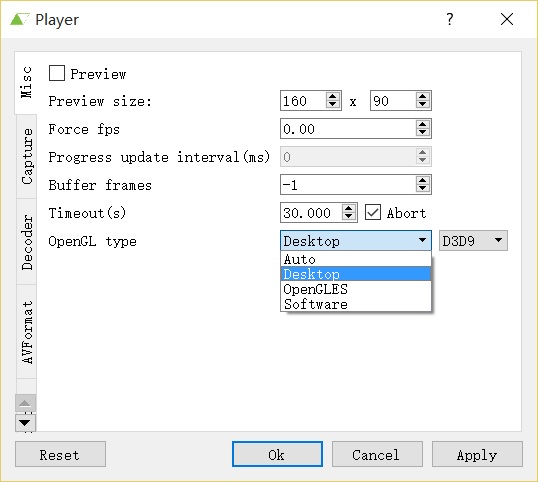 Player
Misc
Capture
Decoder
AVFormat
Preview
Preview size: 160 x 90
Force fps 0.00
Progress update interval(ms) 0
Buffer frames -1
Timeout(s) 30.000 Abort
OpenGL type Desktop D3D9
Auto
Desktop
OpenGLES
Software
Reset Ok Cancel Apply